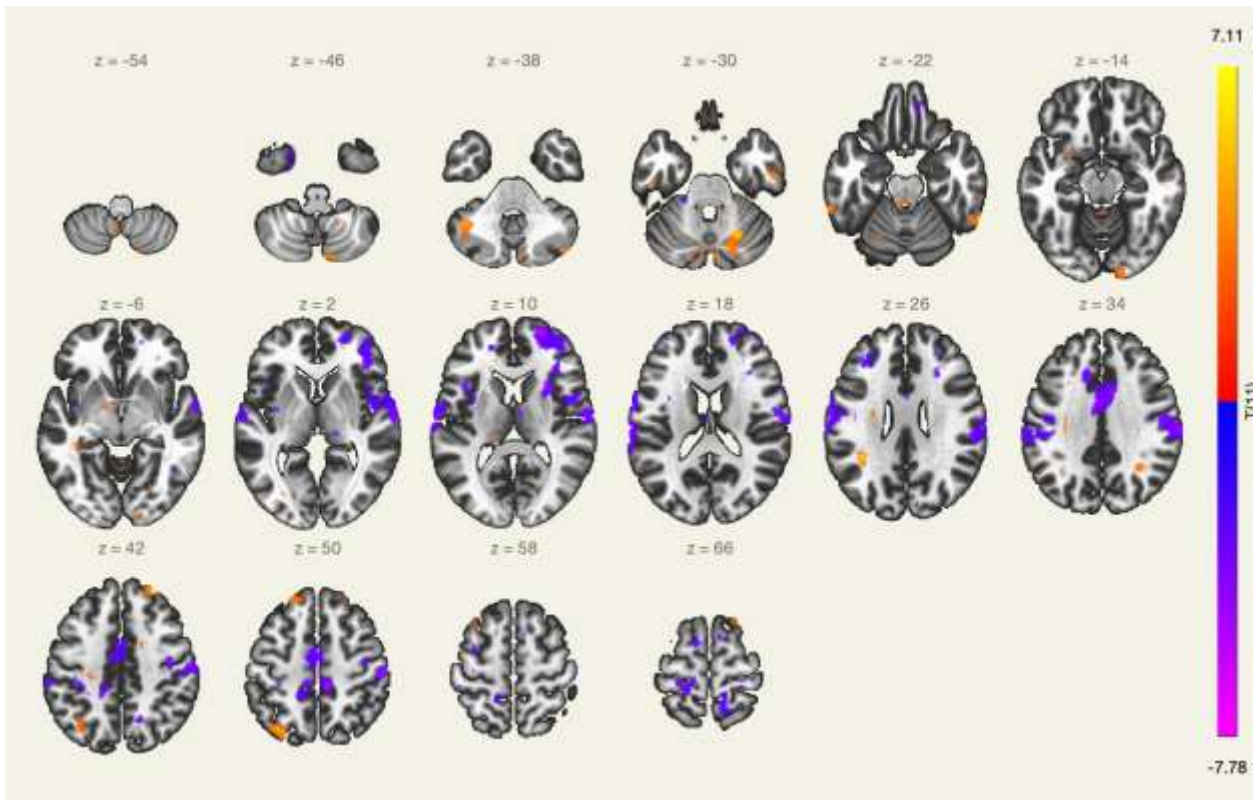 7.11
z = -54
z = -46
z = -38
z = -30
z = -22
z = -14
z = -6
z = 2
z = 10
z = 18
z = 26
z = 34
T(11)
z = 42
z = 50
z = 58
z = 66
-7.78